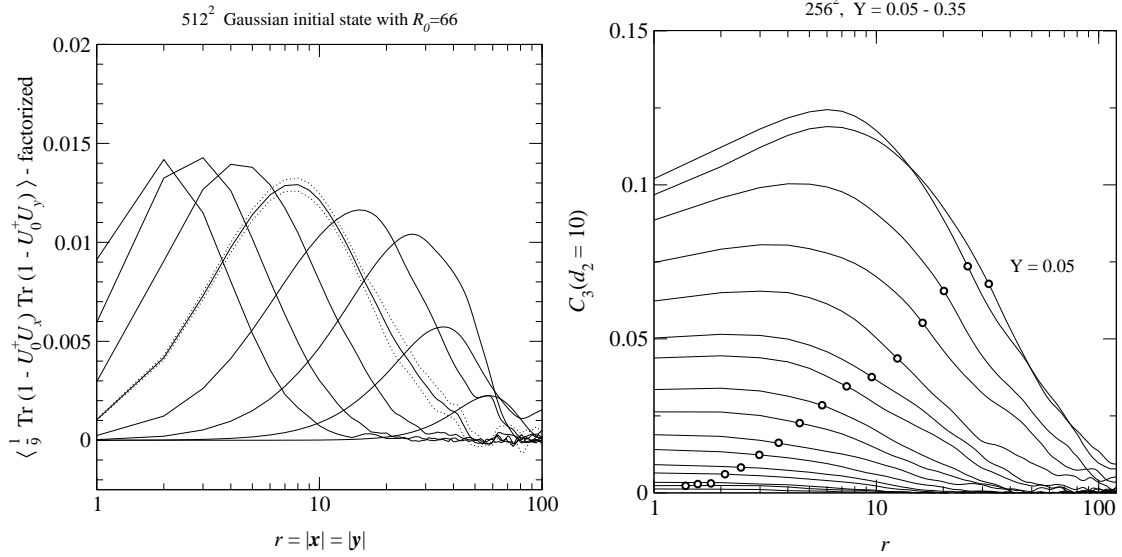 512² Gaussian initial state with R₀=66
0.02
0.015
0.01
0.005
0
1
10
100
⟨ 1/9 Tr (1 - U₀⁺Uₓ) Tr (1 - U₀⁺Uᵧ) ⟩ - factorized
r = |x| = |y|
256², Y = 0.05 - 0.35
0.15
0.1
0.05
0
1
10
100
C₃(d₂ = 10)
Y = 0.05
r